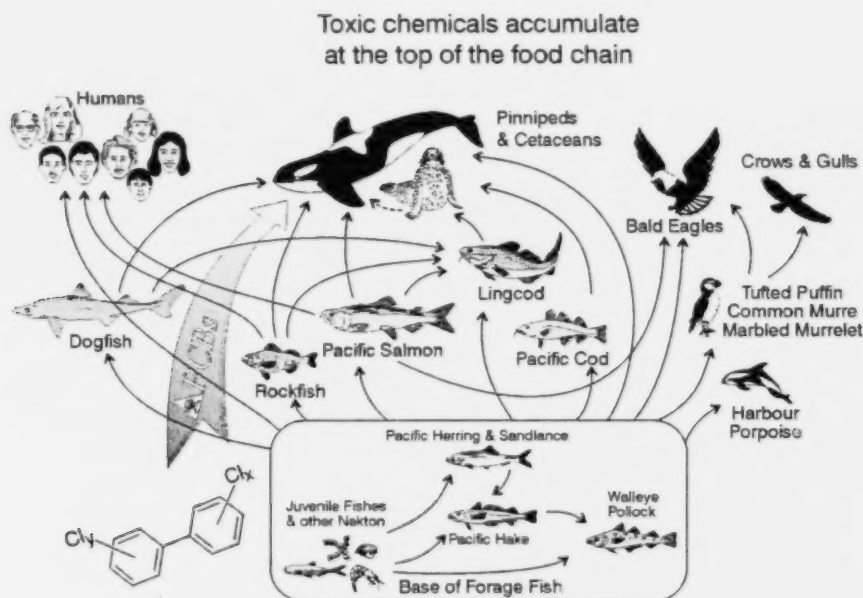 Toxic chemicals accumulate
at the top of the food chain
Humans
Pinnipeds
& Cetaceans
Crows & Gulls
Bald Eagles
Lingcod
Tufted Puffin
Common Murre
Marbled Murrelet
Dogfish
PCBs
Pacific Salmon
Pacific Cod
Rockfish
Harbour
Porpoise
Pacific Herring & Sandlance
Clx
Cly
Juvenile Fishes
& other Nekton
Walleye
Pollock
Pacific Hake
Base of Forage Fish